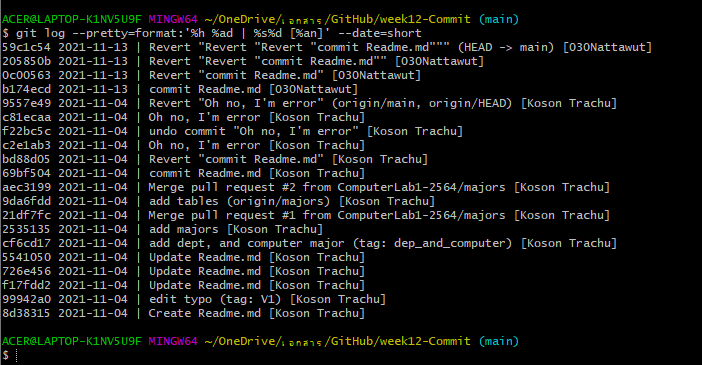 ACER@LAPTOP-K1NV5U9F MINGW64 ~/OneDrive/เอกสาร/GitHub/week12-Commit (main)
$ git log --pretty=format:'%h %ad | %s%d [%an]' --date=short
59c1c54 2021-11-13 | Revert "Revert "Revert "commit Readme.md""" (HEAD -> main) [030Nattawut]
205850b 2021-11-13 | Revert "Revert "commit Readme.md"" [030Nattawut]
0c00563 2021-11-13 | Revert "commit Readme.md" [030Nattawut]
b174ecd 2021-11-13 | commit Readme.md [030Nattawut]
9557e49 2021-11-04 | Revert "Oh no, I'm error" (origin/main, origin/HEAD) [Koson Trachu]
c81ecaa 2021-11-04 | Oh no, I'm error [Koson Trachu]
f22bc5c 2021-11-04 | undo commit "Oh no, I'm error" [Koson Trachu]
c2e1ab3 2021-11-04 | Oh no, I'm error [Koson Trachu]
bd88d05 2021-11-04 | Revert "commit Readme.md" [Koson Trachu]
69bf504 2021-11-04 | commit Readme.md [Koson Trachu]
aec3199 2021-11-04 | Merge pull request #2 from ComputerLab1-2564/majors [Koson Trachu]
9da6fdd 2021-11-04 | add tables (origin/majors) [Koson Trachu]
21df7fc 2021-11-04 | Merge pull request #1 from ComputerLab1-2564/majors [Koson Trachu]
2535135 2021-11-04 | add majors [Koson Trachu]
cf6cd17 2021-11-04 | add dept, and computer major (tag: dep_and_computer) [Koson Trachu]
5541050 2021-11-04 | Update Readme.md [Koson Trachu]
726e456 2021-11-04 | Update Readme.md [Koson Trachu]
f17fdd2 2021-11-04 | Update Readme.md [Koson Trachu]
99942a0 2021-11-04 | edit typo (tag: V1) [Koson Trachu]
8d38315 2021-11-04 | Create Readme.md [Koson Trachu]
ACER@LAPTOP-K1NV5U9F MINGW64 ~/OneDrive/เอกสาร/GitHub/week12-Commit (main)
$